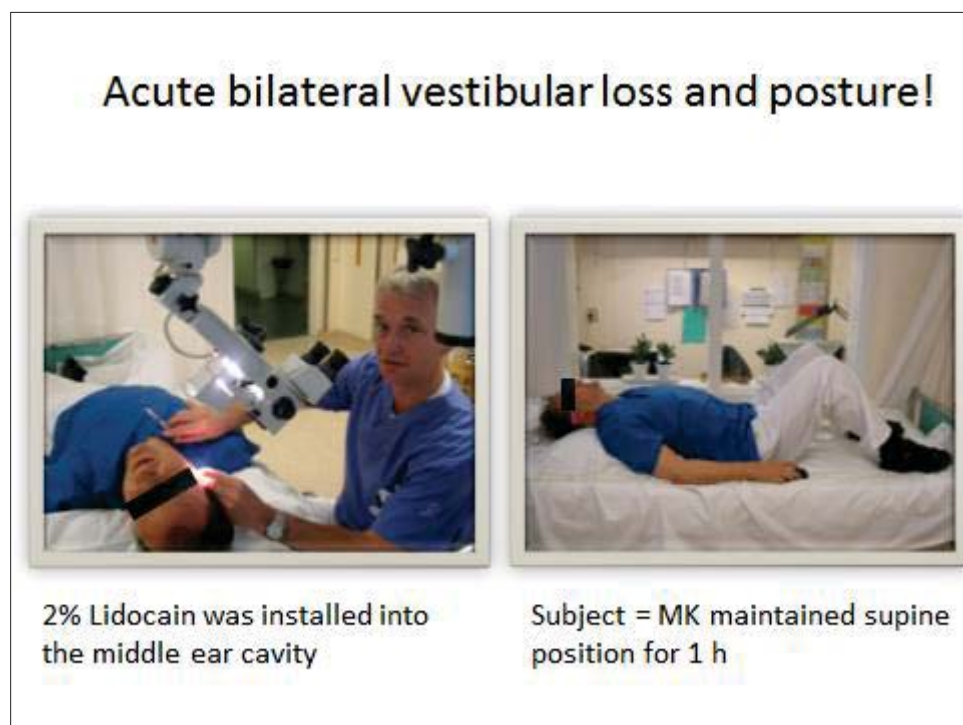 Acute bilateral vestibular loss and posture!
2% Lidocain was installed into
the middle ear cavity
Subject = MK maintained supine
position for 1 h